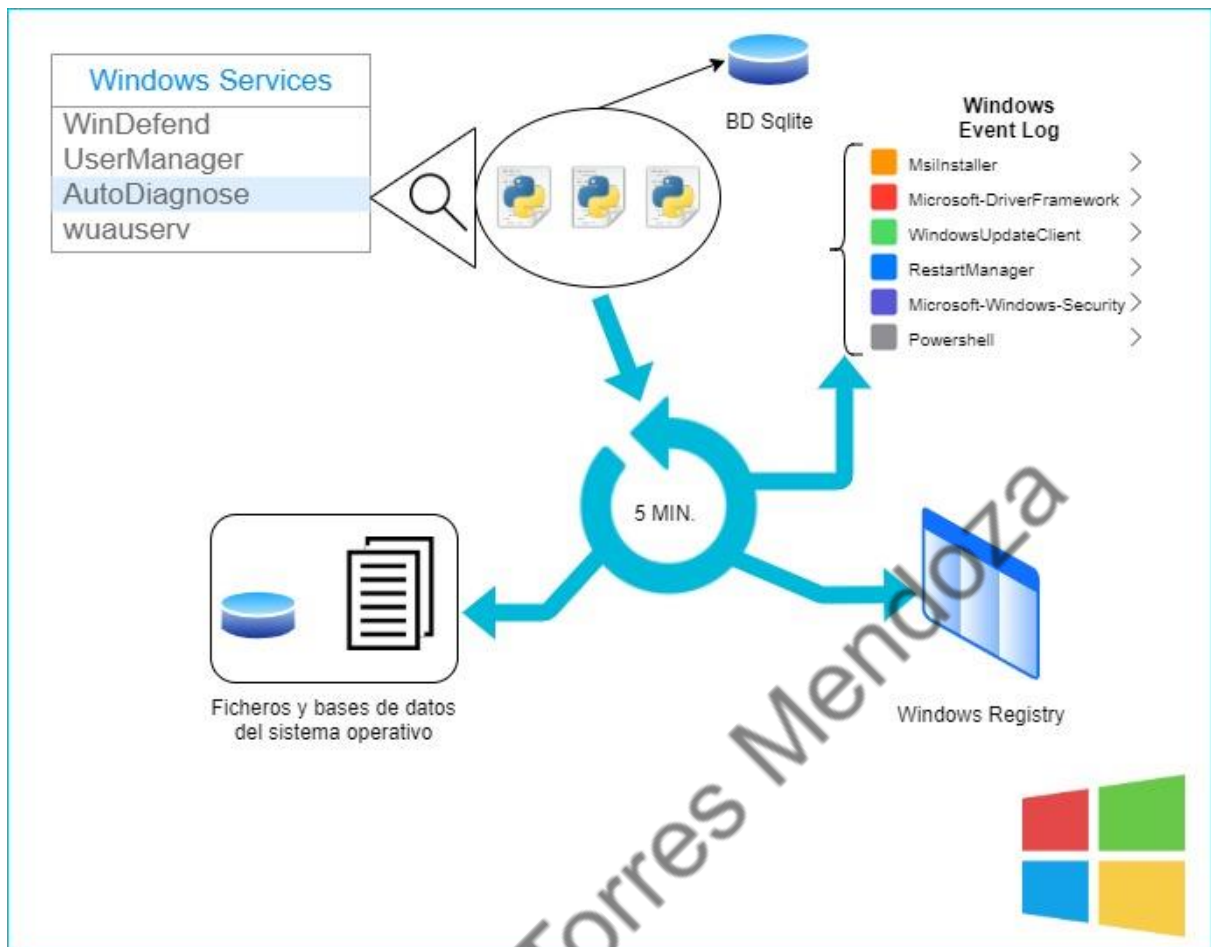 Windows Services
WinDefend
UserManager
AutoDiagnose
wuauserv
BD Sqlite
Windows
Event Log
MsiInstaller
Microsoft-DriverFramework
WindowsUpdateClient
RestartManager
Microsoft-Windows-Security
Powershell
5 MIN.
Ficheros y bases de datos
del sistema operativo
Windows Registry
Torres Mendoza